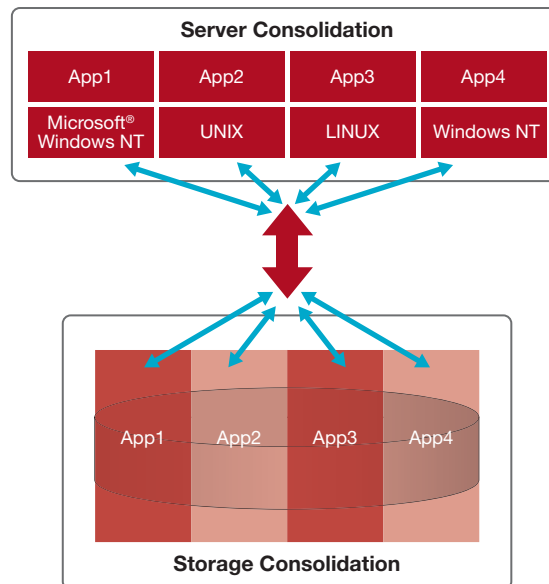 Server Consolidation
App1 App2 App3 App4
Microsoft®
Windows NT UNIX LINUX Windows NT
App1 App2 App3 App4
Storage Consolidation